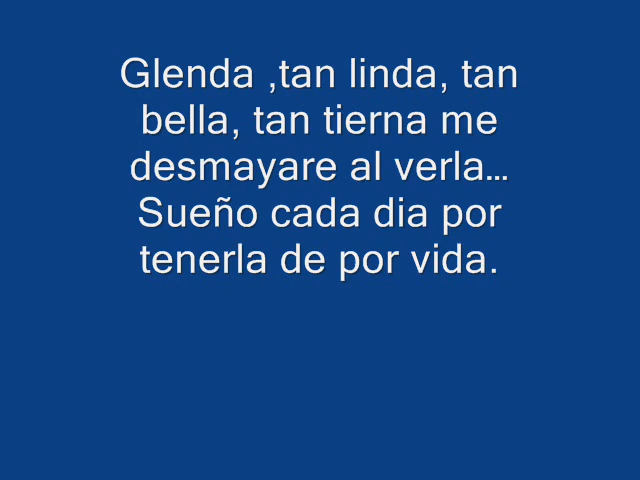 Glenda ,tan linda, tan
bella, tan tierna me
desmayare al verla...
Sueño cada dia por
tenerla de por vida.